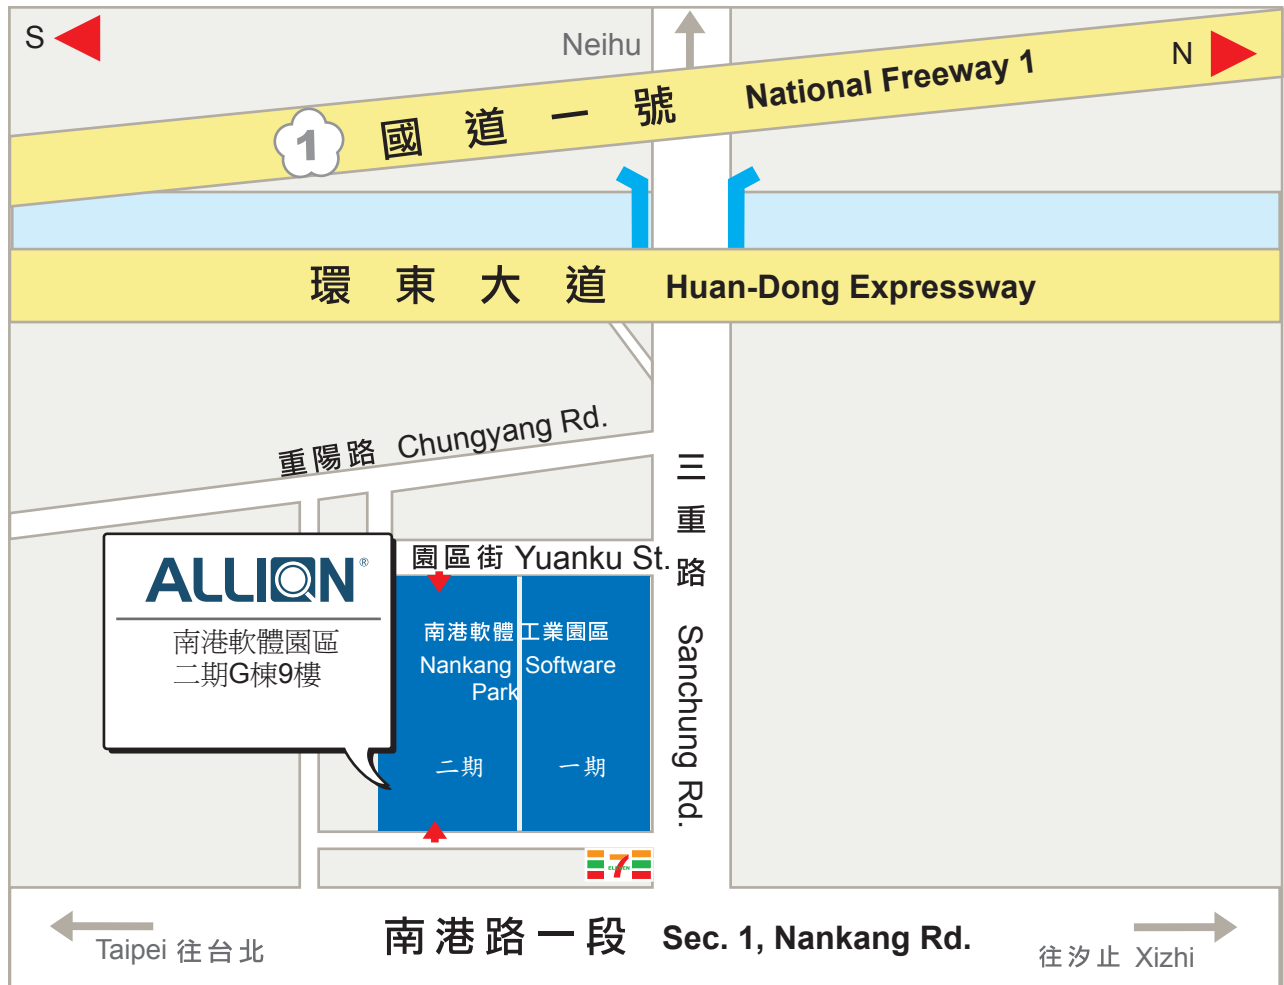 S
Neihu
N
1
國道一號 National Freeway 1
環東大道 Huan-Dong Expressway
重陽路 Chungyang Rd.
三重路 Sanchung Rd.
園區街 Yuanku St.
ALLION®
南港軟體園區
二期G棟9樓
南港軟體工業園區
Nankang Software
Park
二期
一期
7
ELEVEN
南港路一段 Sec. 1, Nankang Rd.
Taipei 往台北
往汐止 Xizhi